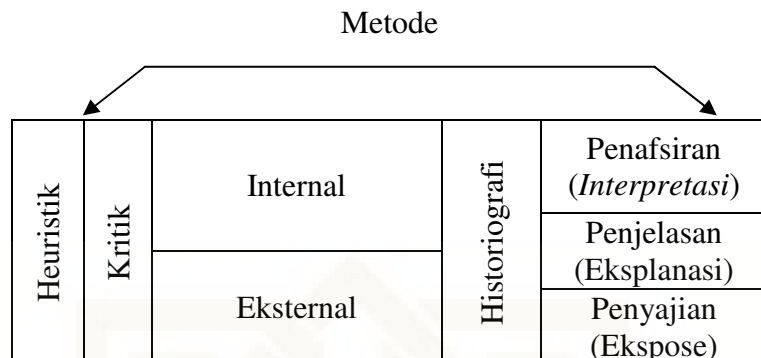 Metode
Heuristik
Kritik
Internal
Eksternal
Historiografi
Penafsiran
(Interpretasi)
Penjelasan
(Eksplanasi)
Penyajian
(Ekspose)